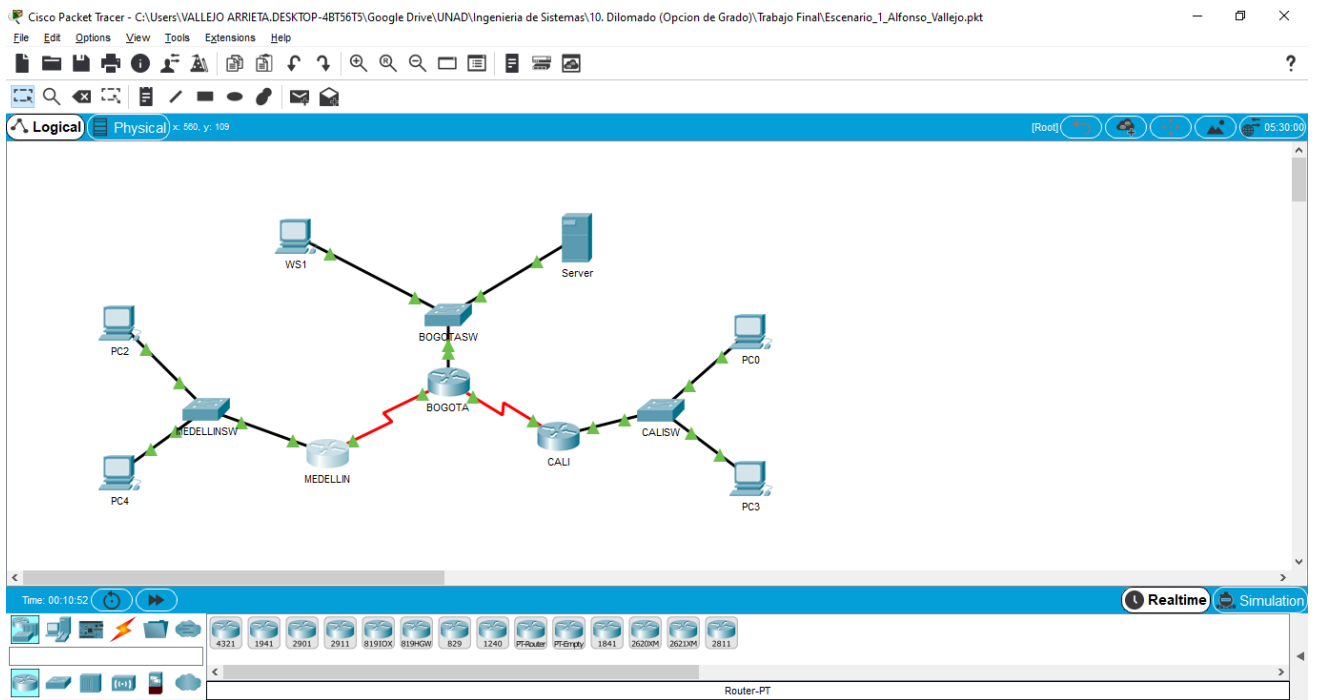 Cisco Packet Tracer - C:\Users\VALLEJO ARRIETA.DESKTOP-4BT56T5\Google Drive\UNAD\Ingenieria de Sistemas\10. Dilomado (Opcion de Grado)\Trabajo Final\Escenario_1_Alfonso_Vallejo.pkt
File Edit Options View Tools Extensions Help
Logical Physical x: 560, y: 109 [Root] 05:30:00
WS1
Server
BOGOTASW
PC2
PC0
BOGOTA
MEDELLINSW
CALISW
CALI
MEDELLIN
PC4
PC3
Time: 00:10:52 Realtime Simulation
4321 1941 2901 2911 819IOX 819HGW 829 1240 PT-Router PT-Empty 1841 2620XM 2621XM 2811
Router-PT